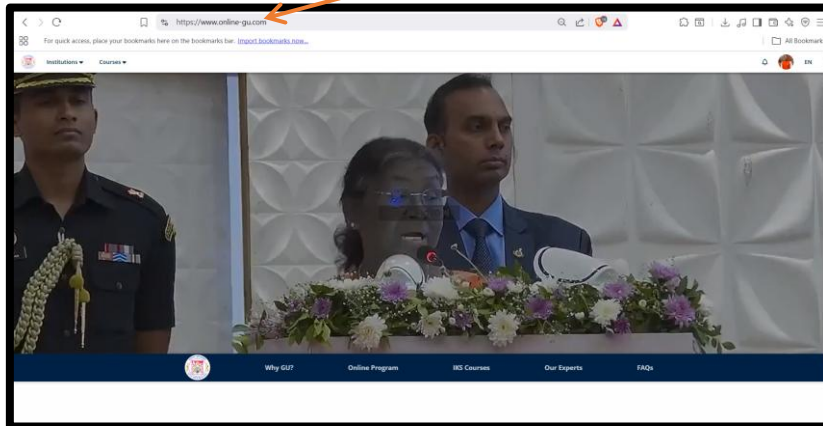 https://www.online-gu.com
For quick access, place your bookmarks here on the bookmarks bar. Import bookmarks now...
All Bookmark
Institutions
Courses
EN
Why GU?
Online Program
IKS Courses
Our Experts
FAQs